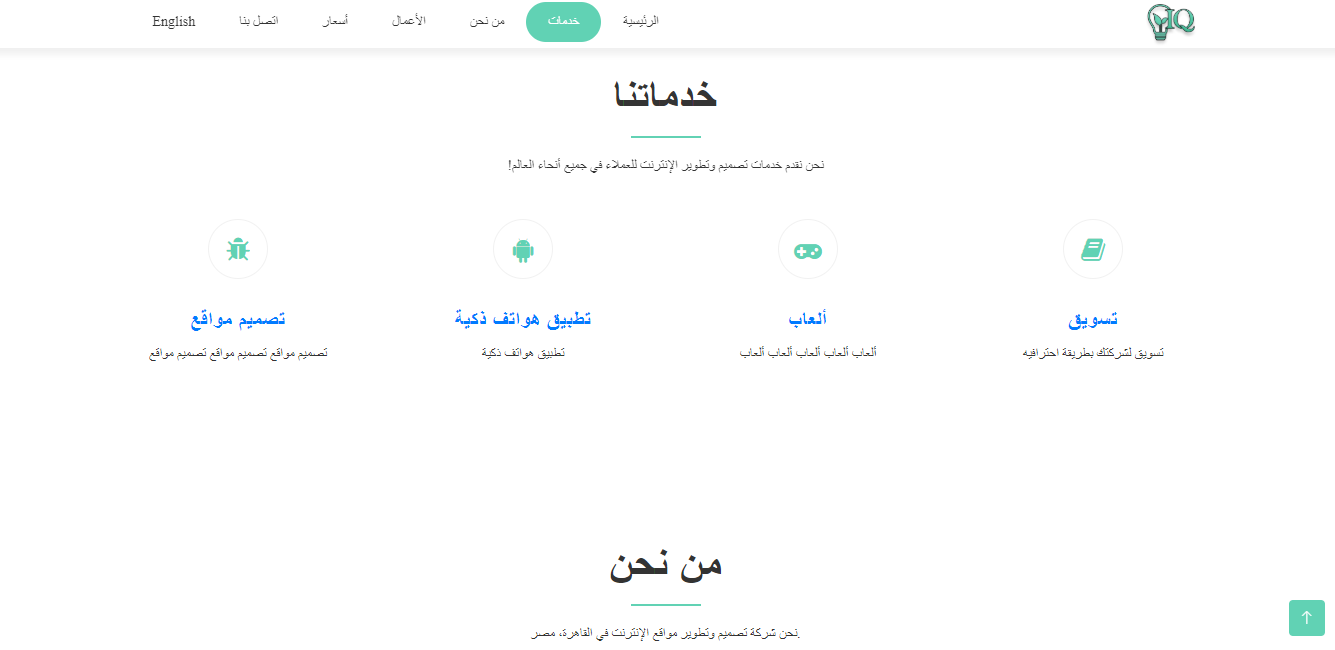 IQ
الرئيسية
خدمات
من نحن
الأعمال
أسعار
اتصل بنا
English
خدماتنا
نحن نقدم خدمات تصميم وتطوير الإنترنت للعملاء في جميع أنحاء العالم!
تسويق
تسويق لشركتك بطريقة احترافيه
ألعاب
ألعاب ألعاب ألعاب ألعاب ألعاب
تطبيق هواتف ذكية
تطبيق هواتف ذكية
تصميم مواقع
تصميم مواقع تصميم مواقع تصميم مواقع
من نحن
نحن شركة تصميم وتطوير مواقع الإنترنت في القاهرة، مصر.